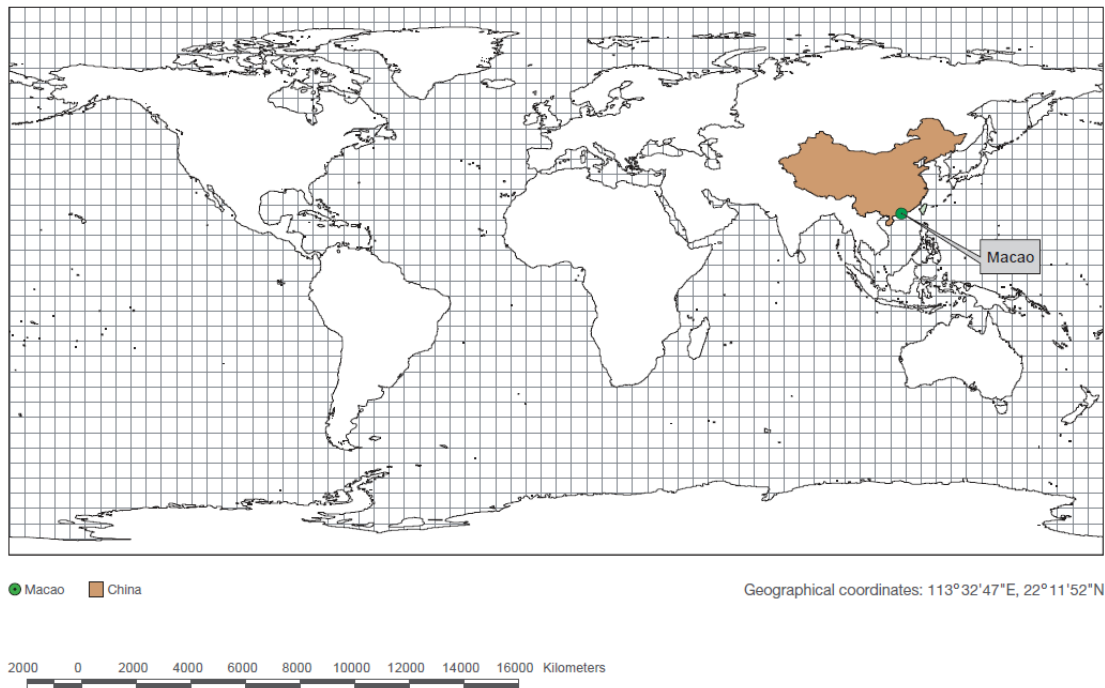 Macao
Macao
China
Geographical coordinates: 113°32'47"E, 22°11'52"N
2000 0 2000 4000 6000 8000 10000 12000 14000 16000 Kilometers